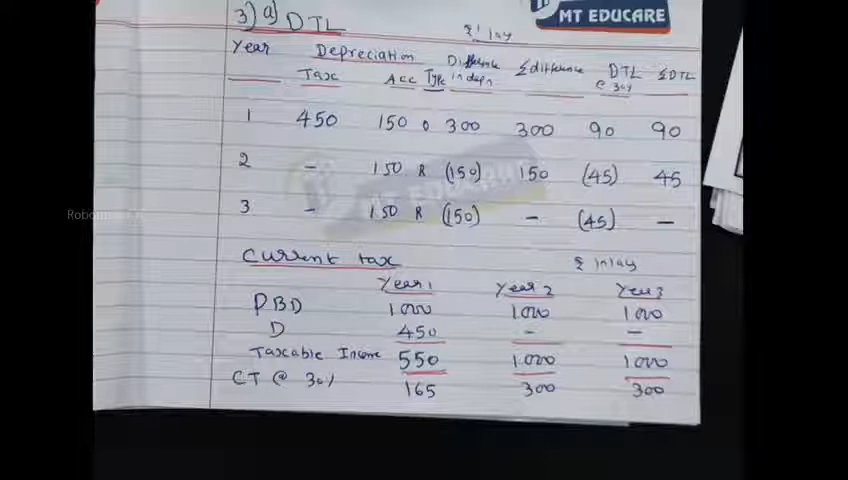 3) a) DTL
₹ in lay
MT EDUCARE
Year Depreciation Difference Σ difference DTL Σ DTL
Tax Acc Type in depn @ 30%
1 450 150 O 300 300 90 90
2 - 150 R (150) 150 (45) 45
3 - 150 R (150) - (45) -
MT EDUCARE
Current tax ₹ in lay
Year 1 Year 2 Year 3
PBD 1000 1000 1000
D 450 - -
Taxable Income 550 1000 1000
CT @ 30% 165 300 300